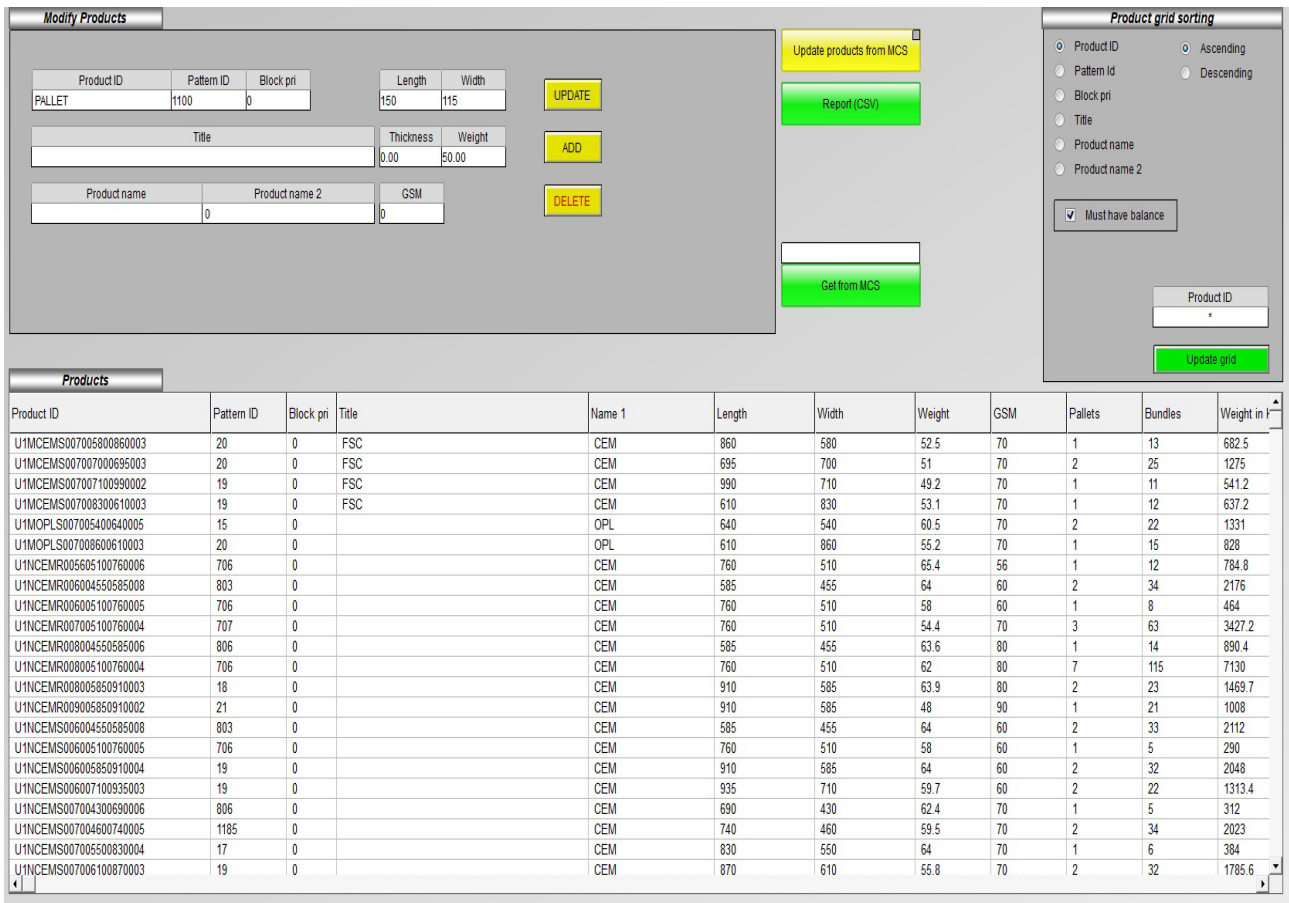 Modify Products
Product grid sorting
Update products from MCS
Product ID Ascending
Pattern Id Descending
Block pri
Title
Product name
Product name 2
Must have balance
Product ID Pattern ID Block pri Length Width
PALLET 1100 0 150 115 UPDATE
Report (CSV)
Title Thickness Weight
0.00 50.00 ADD
Product name Product name 2 GSM
0 0 DELETE
Get from MCS
Product ID
*
Update grid
Products
Product ID Pattern ID Block pri Title Name 1 Length Width Weight GSM Pallets Bundles Weight in
U1MCEMS007005800860003 20 0 FSC CEM 860 580 52.5 70 1 13 682.5
U1MCEMS007007000695003 20 0 FSC CEM 695 700 51 70 2 25 1275
U1MCEMS007007100990002 19 0 FSC CEM 990 710 49.2 70 1 11 541.2
U1MCEMS007008300610003 19 0 FSC CEM 610 830 53.1 70 1 12 637.2
U1MOPLS007005400640005 15 0 OPL 640 540 60.5 70 2 22 1331
U1MOPLS007008600610003 20 0 OPL 610 860 55.2 70 1 15 828
U1NCEMR005605100760006 706 0 CEM 760 510 65.4 56 1 12 784.8
U1NCEMR006004550585008 803 0 CEM 585 455 64 60 2 34 2176
U1NCEMR006005100760005 706 0 CEM 760 510 58 60 1 8 464
U1NCEMR007005100760004 707 0 CEM 760 510 54.4 70 3 63 3427.2
U1NCEMR008004550585006 806 0 CEM 585 455 63.6 80 1 14 890.4
U1NCEMR008005100760004 706 0 CEM 760 510 62 80 7 115 7130
U1NCEMR008005850910003 18 0 CEM 910 585 63.9 80 2 23 1469.7
U1NCEMR009005850910002 21 0 CEM 910 585 48 90 1 21 1008
U1NCEMS006004550585008 803 0 CEM 585 455 64 60 2 33 2112
U1NCEMS006005100760005 706 0 CEM 760 510 58 60 1 5 290
U1NCEMS006005850910004 19 0 CEM 910 585 64 60 2 32 2048
U1NCEMS006007100935003 19 0 CEM 935 710 59.7 60 2 22 1313.4
U1NCEMS007004300690006 806 0 CEM 690 430 62.4 70 1 5 312
U1NCEMS007004600740005 1185 0 CEM 740 460 59.5 70 2 34 2023
U1NCEMS007005500830004 17 0 CEM 830 550 64 70 1 6 384
U1NCEMS007006100870003 19 0 CEM 870 610 55.8 70 2 32 1785.6